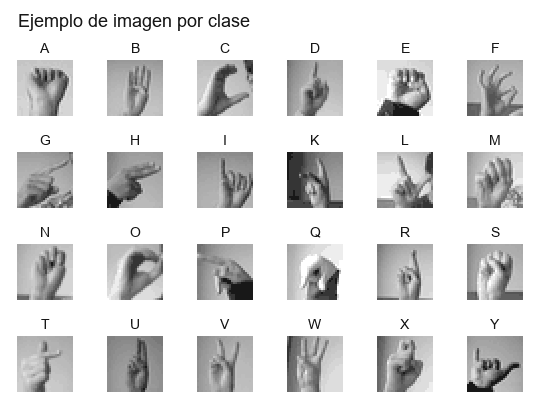 Ejemplo de imagen por clase
A B C D E F
G H I K L M
N O P Q R S
T U V W X Y